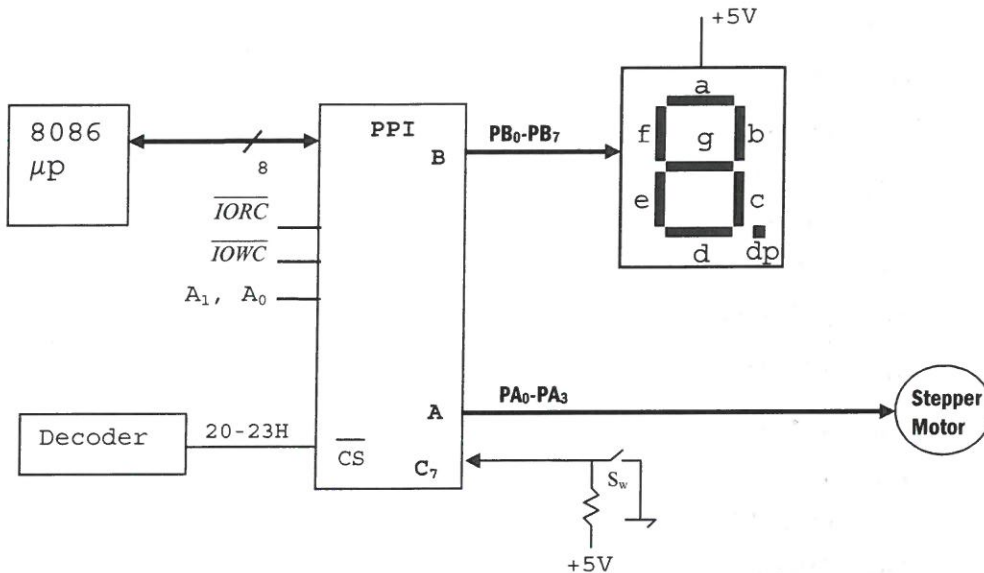 +5V
8086
μp
8
PPI
B
PB₀-PB₇
a
f
g
b
e
c
d
dp
IORC
IOWC
A₁, A₀
A
PA₀-PA₃
Stepper
Motor
Decoder
20-23H
CS
C₇
Sw
+5V